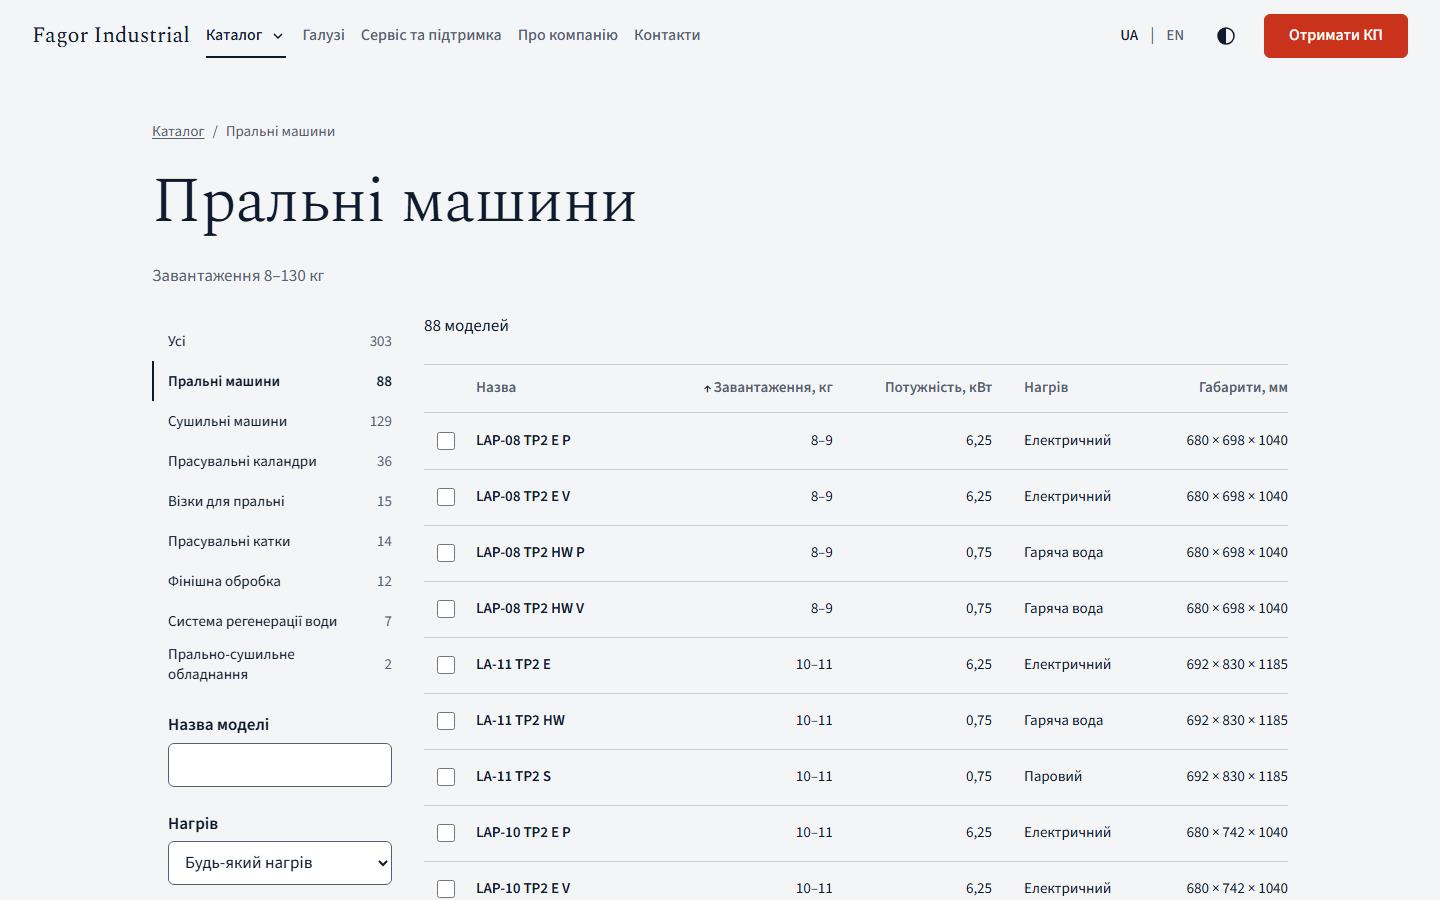 Fagor Industrial Каталог Галузі Сервіс та підтримка Про компанію Контакти UA | EN Отримати КП
Каталог / Пральні машини
Пральні машини
Завантаження 8–130 кг
Усі 303
Пральні машини 88
Сушильні машини 129
Прасувальні каландри 36
Візки для пральні 15
Прасувальні катки 14
Фінішна обробка 12
Система регенерації води 7
Прально-сушильне
обладнання 2
Назва моделі
Нагрів
Будь-який нагрів
88 моделей
Назва ↑ Завантаження, кг Потужність, кВт Нагрів Габарити, мм
LAP-08 TP2 E P 8–9 6,25 Електричний 680 × 698 × 1040
LAP-08 TP2 E V 8–9 6,25 Електричний 680 × 698 × 1040
LAP-08 TP2 HW P 8–9 0,75 Гаряча вода 680 × 698 × 1040
LAP-08 TP2 HW V 8–9 0,75 Гаряча вода 680 × 698 × 1040
LA-11 TP2 E 10–11 6,25 Електричний 692 × 830 × 1185
LA-11 TP2 HW 10–11 0,75 Гаряча вода 692 × 830 × 1185
LA-11 TP2 S 10–11 0,75 Паровий 692 × 830 × 1185
LAP-10 TP2 E P 10–11 6,25 Електричний 680 × 742 × 1040
LAP-10 TP2 E V 10–11 6,25 Електричний 680 × 742 × 1040